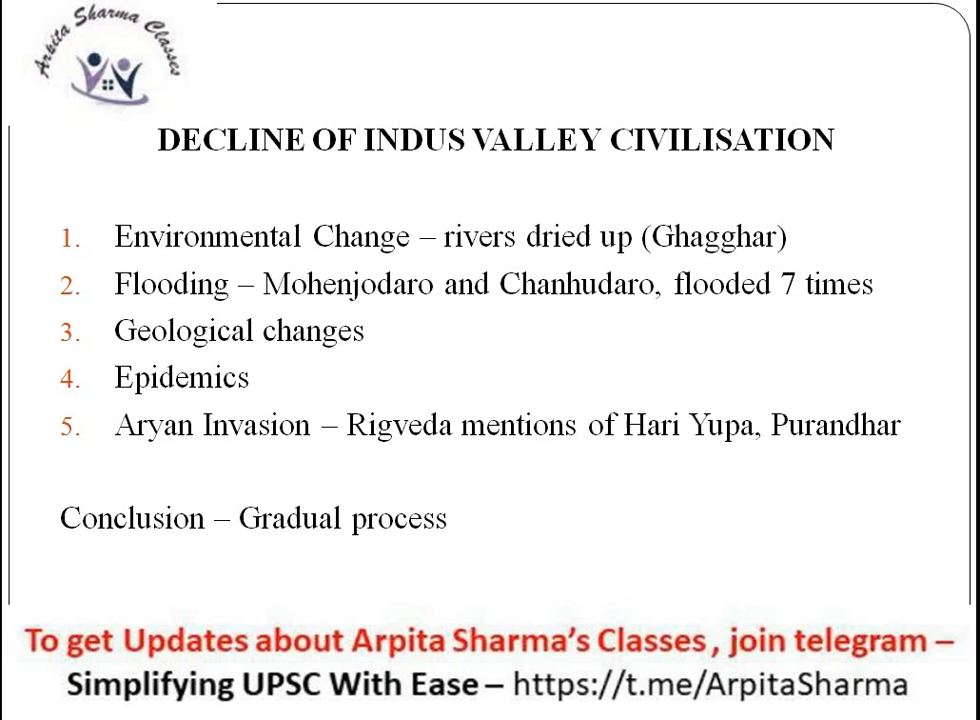 Arpita Sharma Classes
DECLINE OF INDUS VALLEY CIVILISATION
1. Environmental Change – rivers dried up (Ghagghar)
2. Flooding – Mohenjodaro and Chanhudaro, flooded 7 times
3. Geological changes
4. Epidemics
5. Aryan Invasion – Rigveda mentions of Hari Yupa, Purandhar
Conclusion – Gradual process
To get Updates about Arpita Sharma's Classes, join telegram –
Simplifying UPSC With Ease – https://t.me/ArpitaSharma